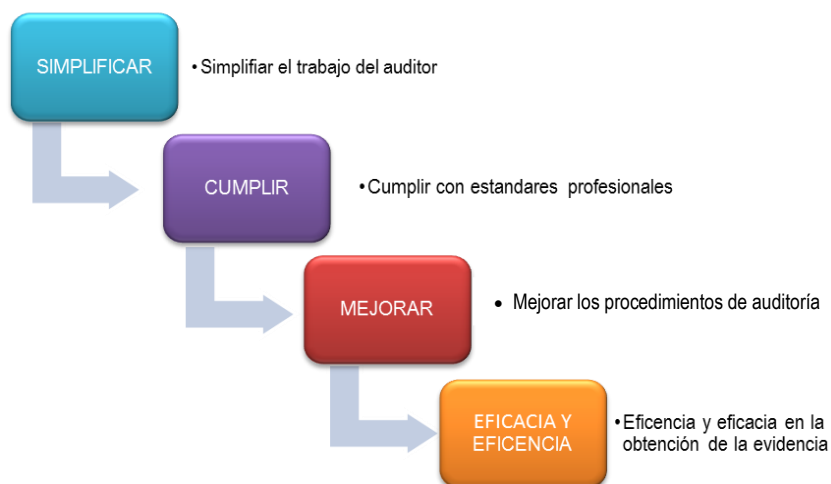 SIMPLIFICAR
• Simplifiar el trabajo del auditor
CUMPLIR
• Cumplir con estandares profesionales
MEJORAR
• Mejorar los procedimientos de auditoría
EFICACIA Y
EFICENCIA
• Eficencia y eficacia en la
obtención de la evidencia